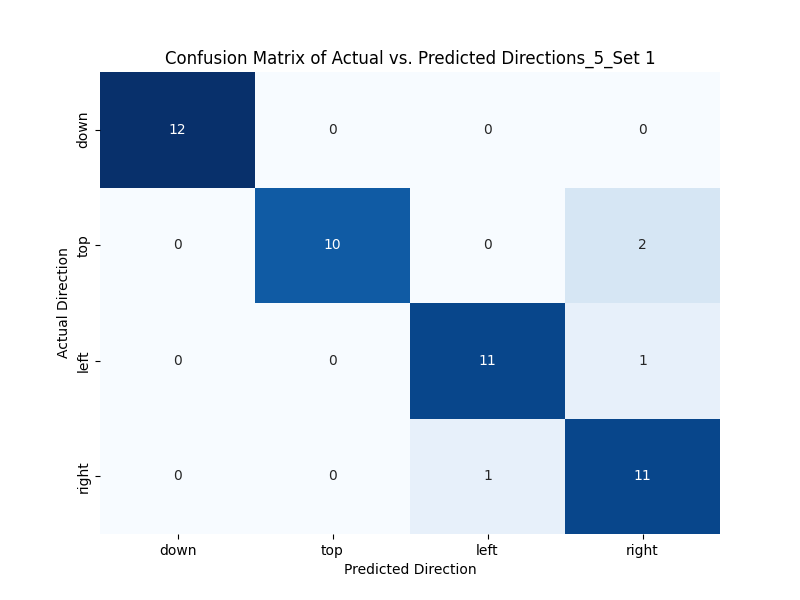 Confusion Matrix of Actual vs. Predicted Directions_5_Set 1
Actual Direction
down
12 0 0 0
top
0 10 0 2
left
0 0 11 1
right
0 0 1 11
down top left right
Predicted Direction